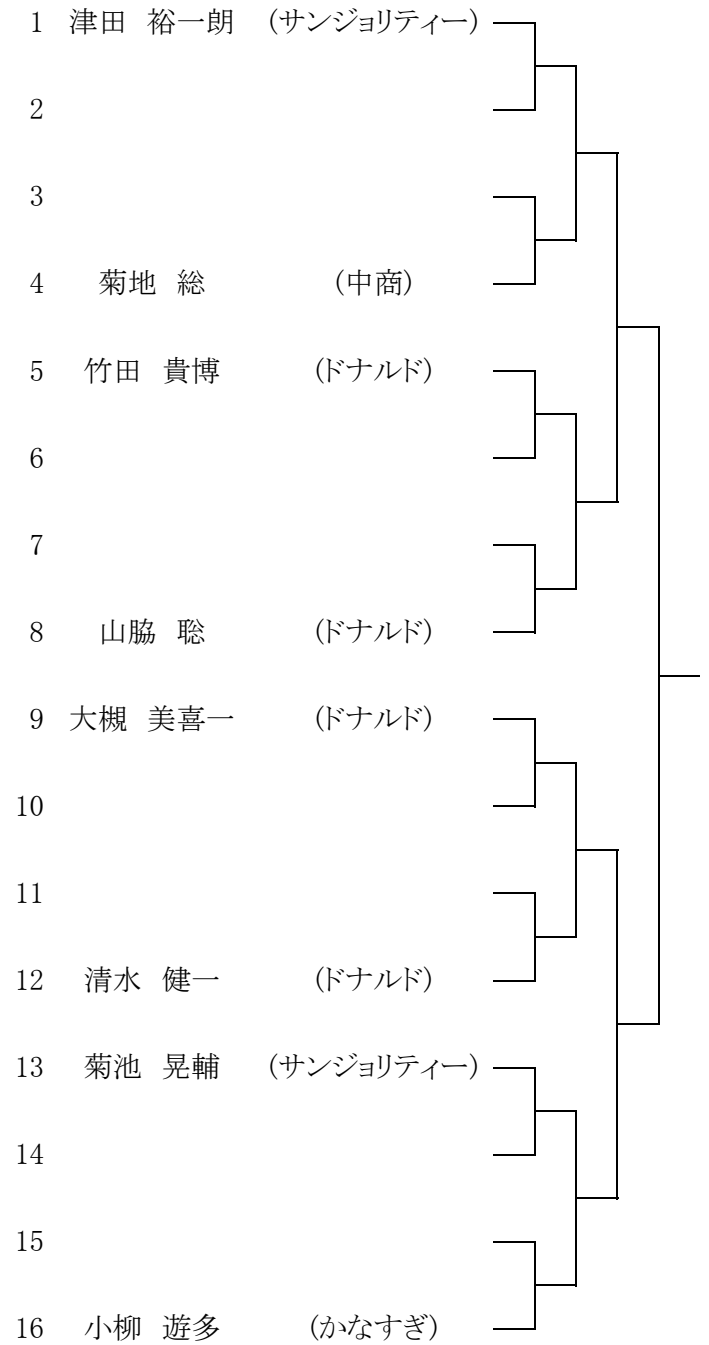 1 津田 裕一朗 (サンジョリティー)
2
3
4 菊地 総 (中商)
5 竹田 貴博 (ドナルド)
6
7
8 山脇 聡 (ドナルド)
9 大槻 美喜一 (ドナルド)
10
11
12 清水 健一 (ドナルド)
13 菊池 晃輔 (サンジョリティー)
14
15
16 小柳 遊多 (かなすぎ)